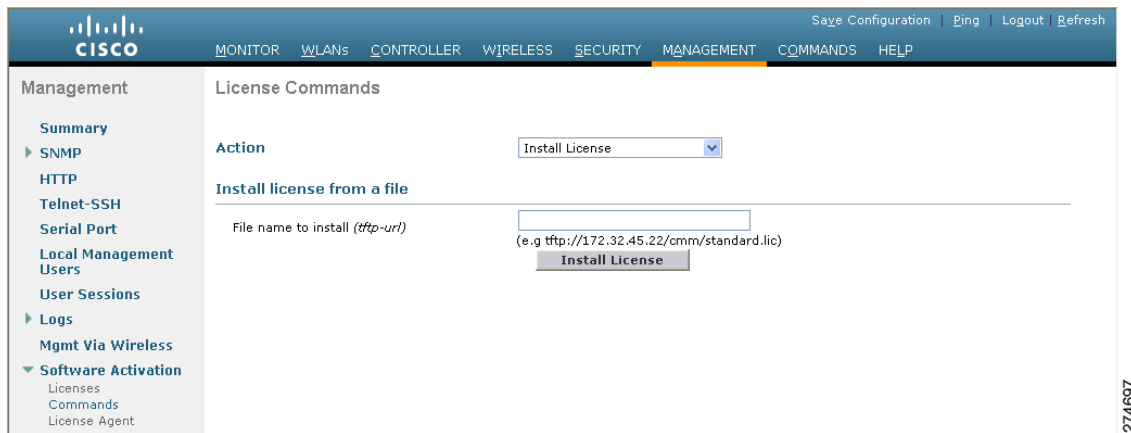 Save Configuration | Ping | Logout | Refresh
CISCO
MONITOR WLANs CONTROLLER WIRELESS SECURITY MANAGEMENT COMMANDS HELP
Management
Summary
SNMP
HTTP
Telnet-SSH
Serial Port
Local Management
Users
User Sessions
Logs
Mgmt Via Wireless
Software Activation
Licenses
Commands
License Agent
License Commands
Action Install License
Install license from a file
File name to install (tftp-url)
(e.g tftp://172.32.45.22/cmm/standard.lic)
Install License
274697